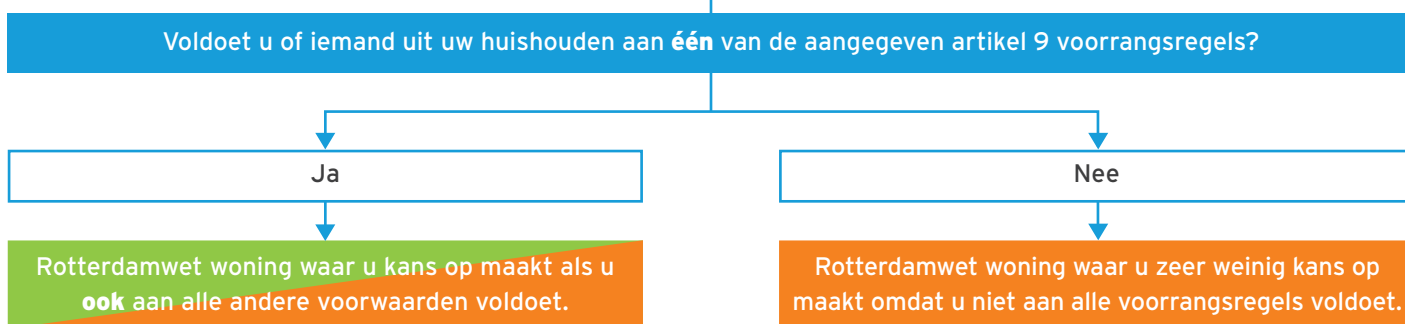 Voldoet u of iemand uit uw huishouden aan één van de aangegeven artikel 9 voorrangsregels?
Ja
Nee
Rotterdamwet woning waar u kans op maakt als u
ook aan alle andere voorwaarden voldoet.
Rotterdamwet woning waar u zeer weinig kans op
maakt omdat u niet aan alle voorrangsregels voldoet.